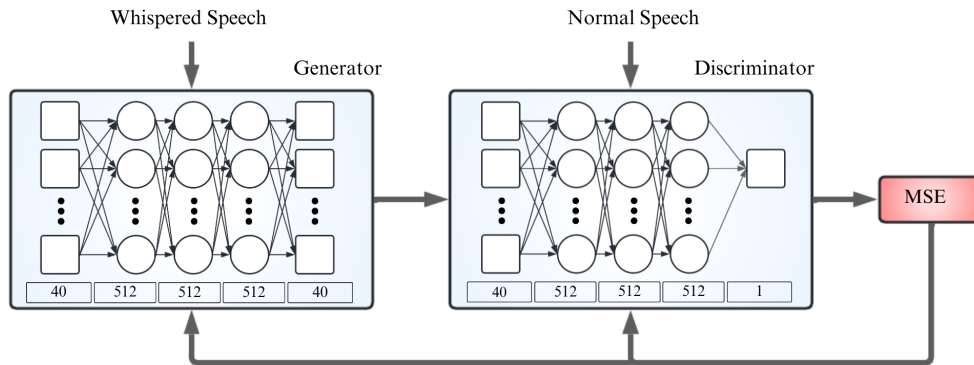 Whispered Speech
Normal Speech
Generator
Discriminator
MSE
40 512 512 512 40
40 512 512 512 1